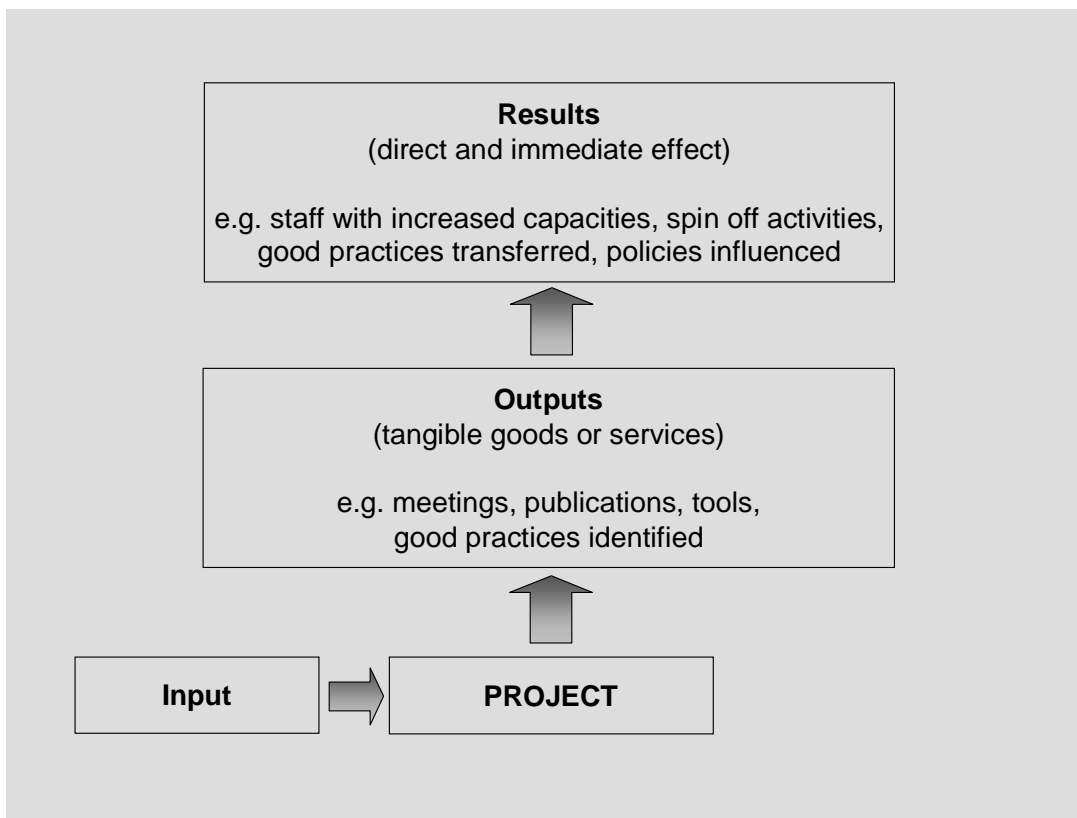 Results
(direct and immediate effect)
e.g. staff with increased capacities, spin off activities,
good practices transferred, policies influenced
Outputs
(tangible goods or services)
e.g. meetings, publications, tools,
good practices identified
Input
PROJECT